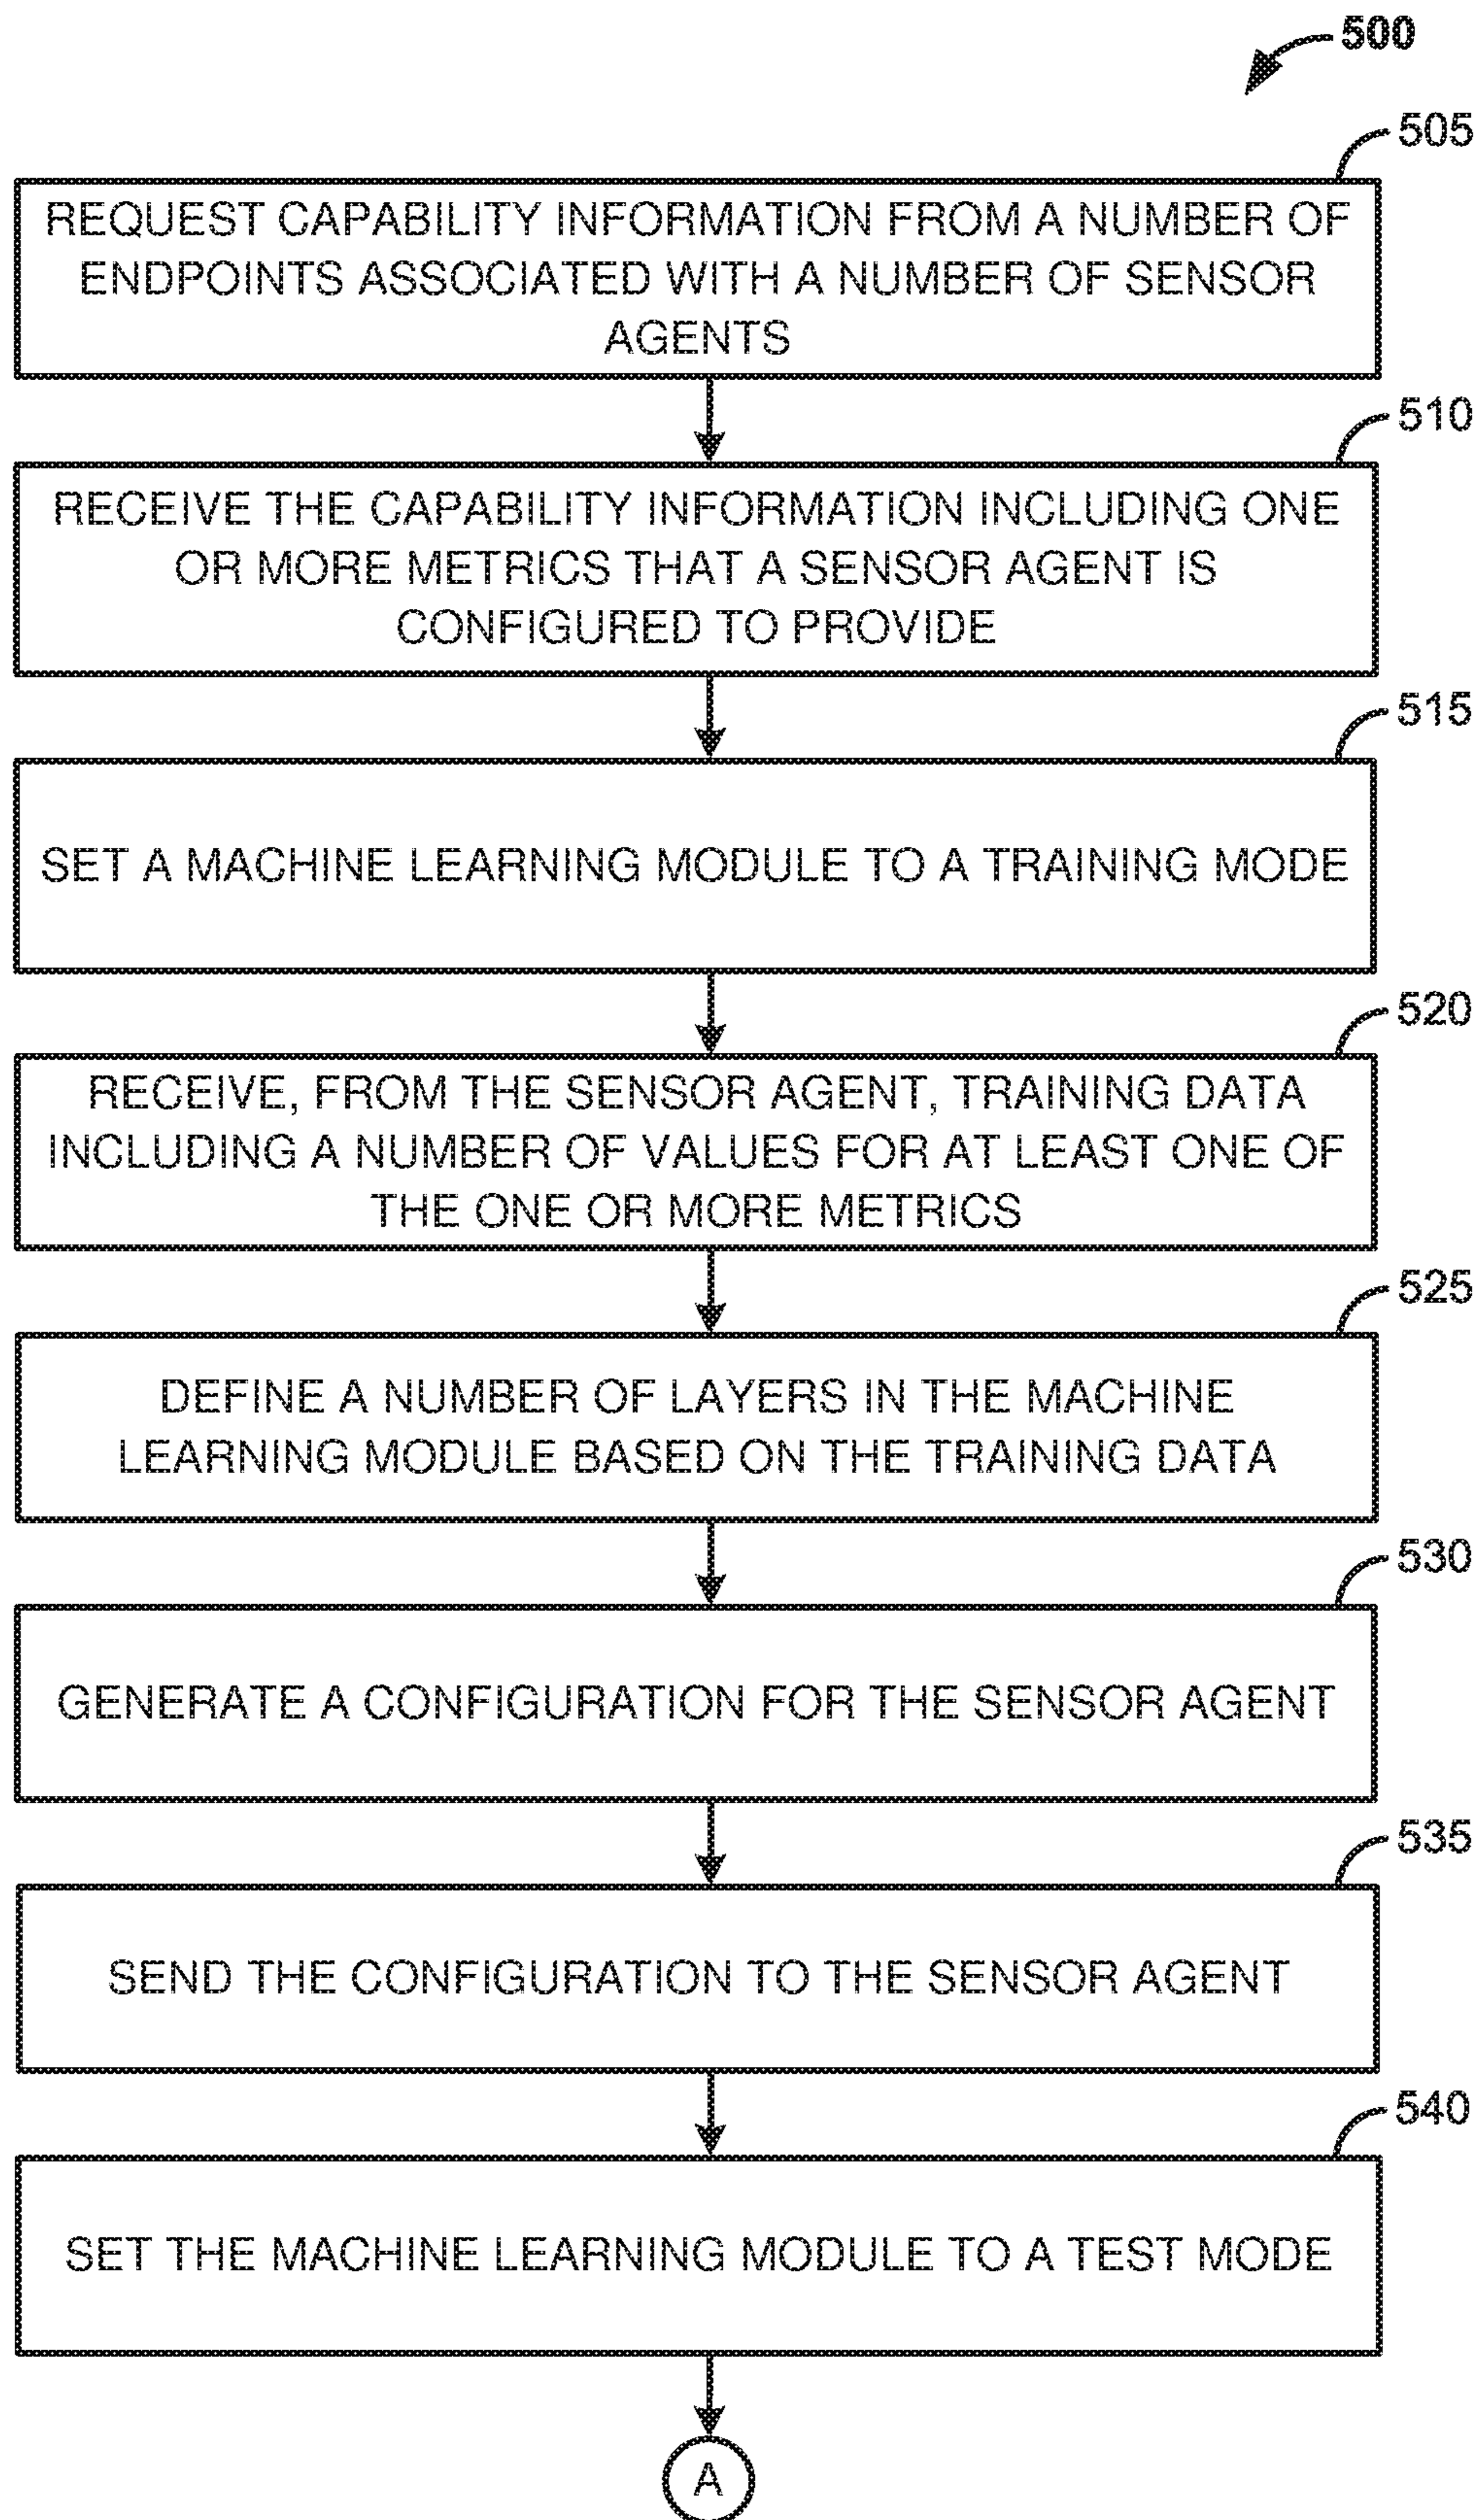 500
505
REQUEST CAPABILITY INFORMATION FROM A NUMBER OF
ENDPOINTS ASSOCIATED WITH A NUMBER OF SENSOR
AGENTS
510
RECEIVE THE CAPABILITY INFORMATION INCLUDING ONE
OR MORE METRICS THAT A SENSOR AGENT IS
CONFIGURED TO PROVIDE
515
SET A MACHINE LEARNING MODULE TO A TRAINING MODE
520
RECEIVE, FROM THE SENSOR AGENT, TRAINING DATA
INCLUDING A NUMBER OF VALUES FOR AT LEAST ONE OF
THE ONE OR MORE METRICS
525
DEFINE A NUMBER OF LAYERS IN THE MACHINE
LEARNING MODULE BASED ON THE TRAINING DATA
530
GENERATE A CONFIGURATION FOR THE SENSOR AGENT
535
SEND THE CONFIGURATION TO THE SENSOR AGENT
540
SET THE MACHINE LEARNING MODULE TO A TEST MODE
A